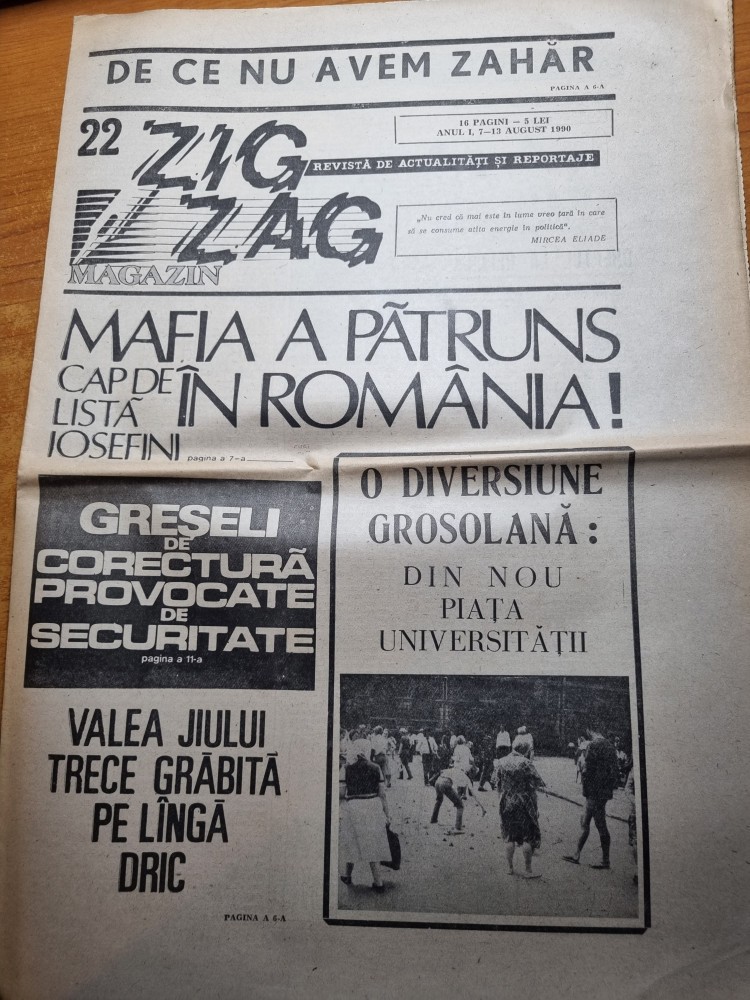 DE CE NU AVEM ZAHĂR
PAGINA A 6-A
22 ZIG
ZAG
MAGAZIN
16 PAGINI — 5 LEI
ANUL I, 7—13 AUGUST 1990
REVISTĂ DE ACTUALITĂȚI ȘI REPORTAJE
„Nu cred că mai este în lume vreo țară în care
să se consume atîta energie în politică".
MIRCEA ELIADE
MAFIA A PĂTRUNS
ÎN ROMÂNIA!
CAP DE
LISTĂ
IOSEFINI
pagina a 7-a
GREȘELI
DE
CORECTURĂ
PROVOCATE
DE
SECURITATE
pagina a 11-a
VALEA JIULUI
TRECE GRĂBITĂ
PE LÎNGĂ
DRIC
PAGINA A 6-A
O DIVERSIUNE
GROSOLANĂ:
DIN NOU
PIAȚA
UNIVERSITĂȚII